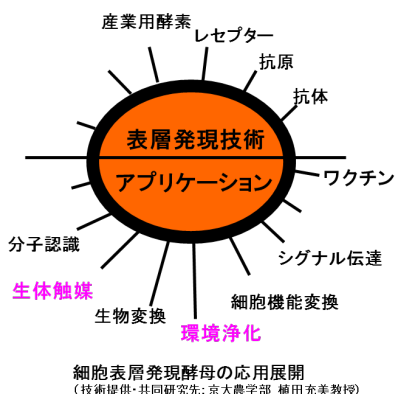 産業用酵素
レセプター
抗原
抗体
表層発現技術
アプリケーション
ワクチン
分子認識
シグナル伝達
生体触媒
細胞機能変換
生物変換
環境浄化
細胞表層発現酵母の応用展開
(技術提供・共同研究先:京大農学部 植田充美教授)